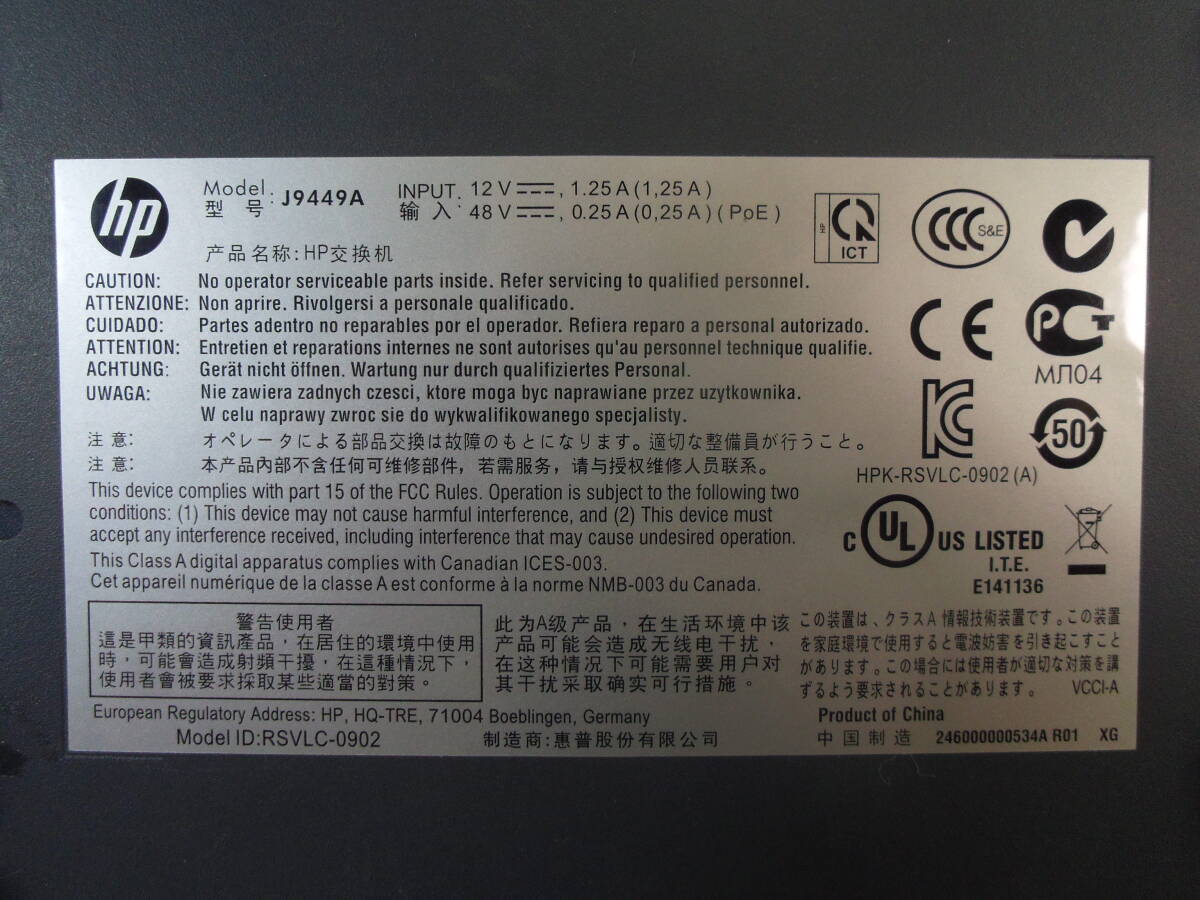 hp
Model : J9449A
型 号
INPUT. 12 V ⎓, 1.25 A (1,25 A)
输 入: 48 V ⎓, 0.25 A (0,25 A) ( PoE )
产品名称: HP交换机
HP
ICT
CCC S&E
CAUTION: No operator serviceable parts inside. Refer servicing to qualified personnel.
ATTENZIONE: Non aprire. Rivolgersi a personale qualificado.
CUIDADO: Partes adentro no reparables por el operador. Refiera reparo a personal autorizado.
ATTENTION: Entretien et reparations internes ne sont autorises qu'au personnel technique qualifie.
ACHTUNG: Gerät nicht öffnen. Wartung nur durch qualifiziertes Personal.
UWAGA: Nie zawiera zadnych czesci, ktore moga byc naprawiane przez uzytkownika.
W celu naprawy zwroc sie do wykwalifikowanego specjalisty.
注 意: オペレータによる部品交換は故障のもとになります。適切な整備員が行うこと。
注 意: 本产品内部不含任何可维修部件，若需服务，请与授权维修人员联系。
CE
PCT
МЛ04
KC
50
HPK-RSVLC-0902 (A)
This device complies with part 15 of the FCC Rules. Operation is subject to the following two
conditions: (1) This device may not cause harmful interference, and (2) This device must
accept any interference received, including interference that may cause undesired operation.
This Class A digital apparatus complies with Canadian ICES-003.
Cet appareil numérique de la classe A est conforme à la norme NMB-003 du Canada.
C UL US LISTED
I.T.E.
E141136
警告使用者
這是甲類的資訊產品，在居住的環境中使用
時，可能會造成射頻干擾，在這種情況下，
使用者會被要求採取某些適當的對策。
此为A级产品，在生活环境中该
产品可能会造成无线电干扰，
在这种情况下可能需要用户对
其干扰采取确实可行措施。
この装置は、クラスA 情報技術装置です。この装置
を家庭環境で使用すると電波妨害を引き起こすこと
があります。この場合には使用者が適切な対策を講
ずるよう要求されることがあります。 VCCI-A
European Regulatory Address: HP, HQ-TRE, 71004 Boeblingen, Germany
Model ID:RSVLC-0902
制造商:惠普股份有限公司
Product of China
中国制造 246000000534A R01 XG